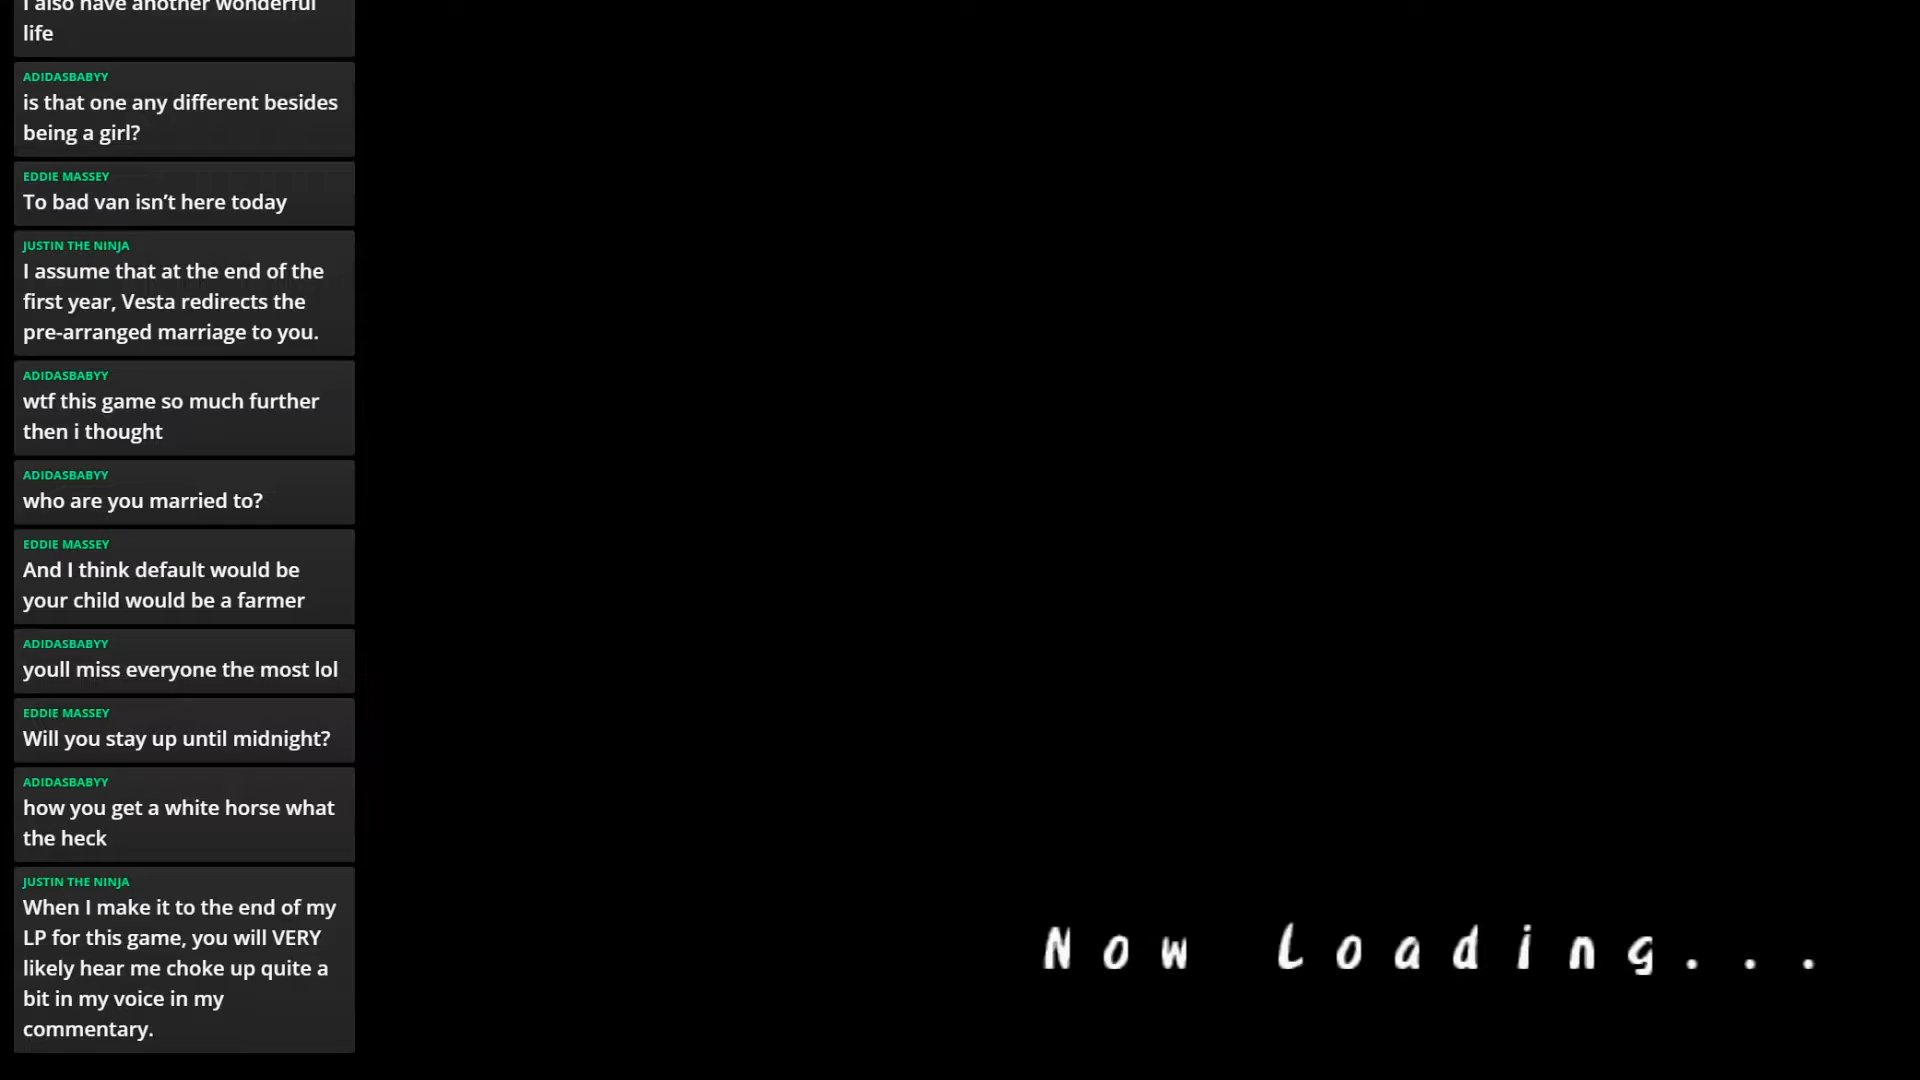 I also have another wonderful
life
ADIDASBABYY
is that one any different besides
being a girl?
EDDIE MASSEY
To bad van isn’t here today
JUSTIN THE NINJA
I assume that at the end of the
first year, Vesta redirects the
pre-arranged marriage to you.
ADIDASBABYY
wtf this game so much further
then i thought
ADIDASBABYY
who are you married to?
EDDIE MASSEY
And I think default would be
your child would be a farmer
ADIDASBABYY
youll miss everyone the most lol
EDDIE MASSEY
Will you stay up until midnight?
ADIDASBABYY
how you get a white horse what
the heck
JUSTIN THE NINJA
When I make it to the end of my
LP for this game, you will VERY
likely hear me choke up quite a
bit in my voice in my
commentary.
Now Loading...